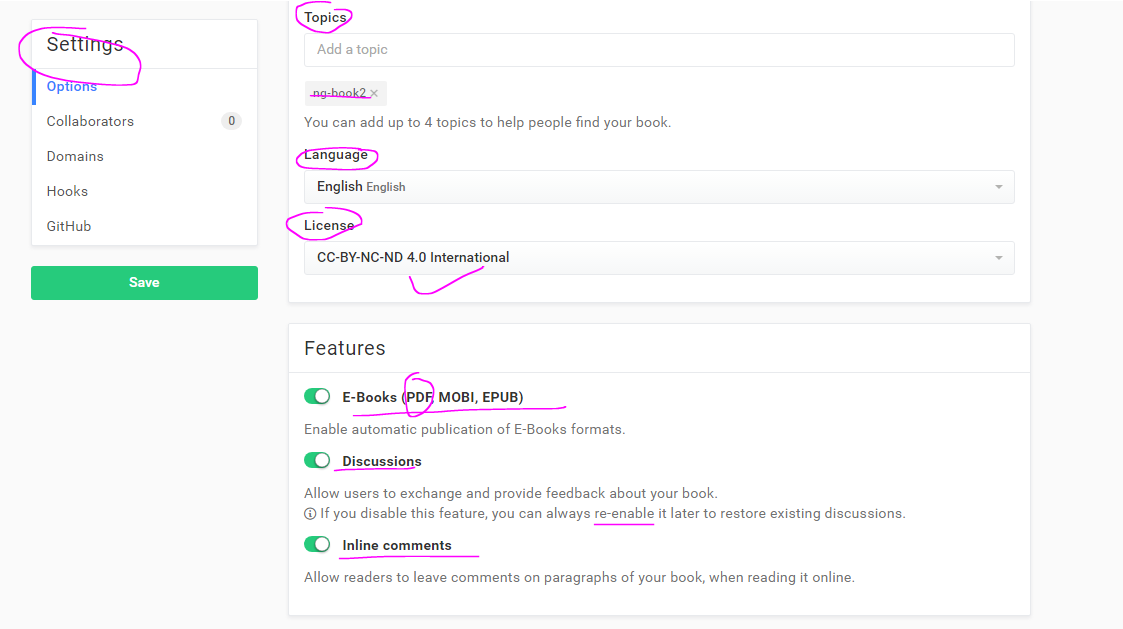 Settings
Options
Collaborators 0
Domains
Hooks
GitHub
Save
Topics
Add a topic
ng-book2 ×
You can add up to 4 topics to help people find your book.
Language
English English
License
CC-BY-NC-ND 4.0 International
Features
E-Books (PDF, MOBI, EPUB)
Enable automatic publication of E-Books formats.
Discussions
Allow users to exchange and provide feedback about your book.
If you disable this feature, you can always re-enable it later to restore existing discussions.
Inline comments
Allow readers to leave comments on paragraphs of your book, when reading it online.